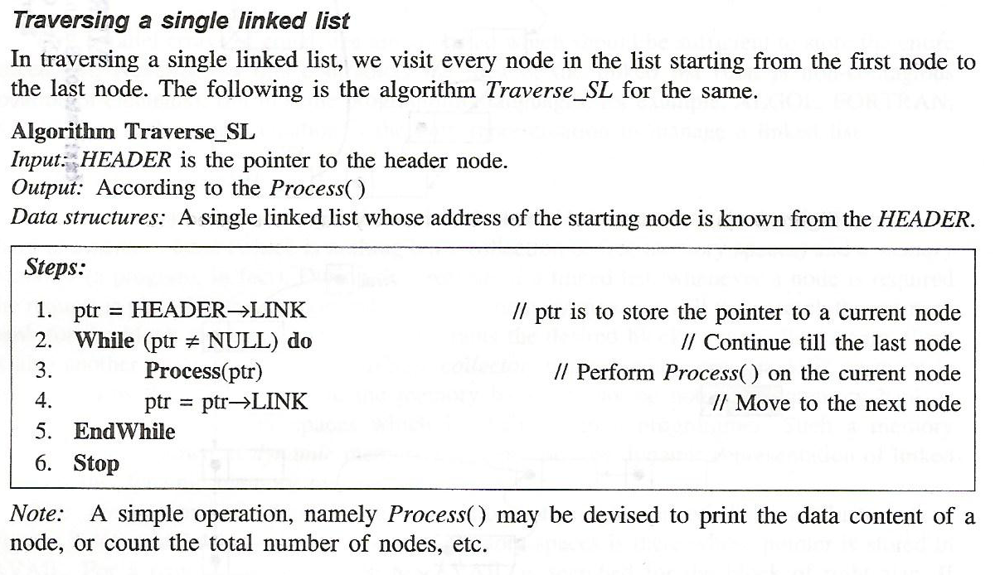 Traversing a single linked list
In traversing a single linked list, we visit every node in the list starting from the first node to
the last node. The following is the algorithm Traverse_SL for the same.
Algorithm Traverse_SL
Input: HEADER is the pointer to the header node.
Output: According to the Process( )
Data structures: A single linked list whose address of the starting node is known from the HEADER.
Steps:
1. ptr = HEADER→LINK // ptr is to store the pointer to a current node
2. While (ptr ≠ NULL) do // Continue till the last node
3. Process(ptr) // Perform Process( ) on the current node
4. ptr = ptr→LINK // Move to the next node
5. EndWhile
6. Stop
Note: A simple operation, namely Process( ) may be devised to print the data content of a
node, or count the total number of nodes, etc.